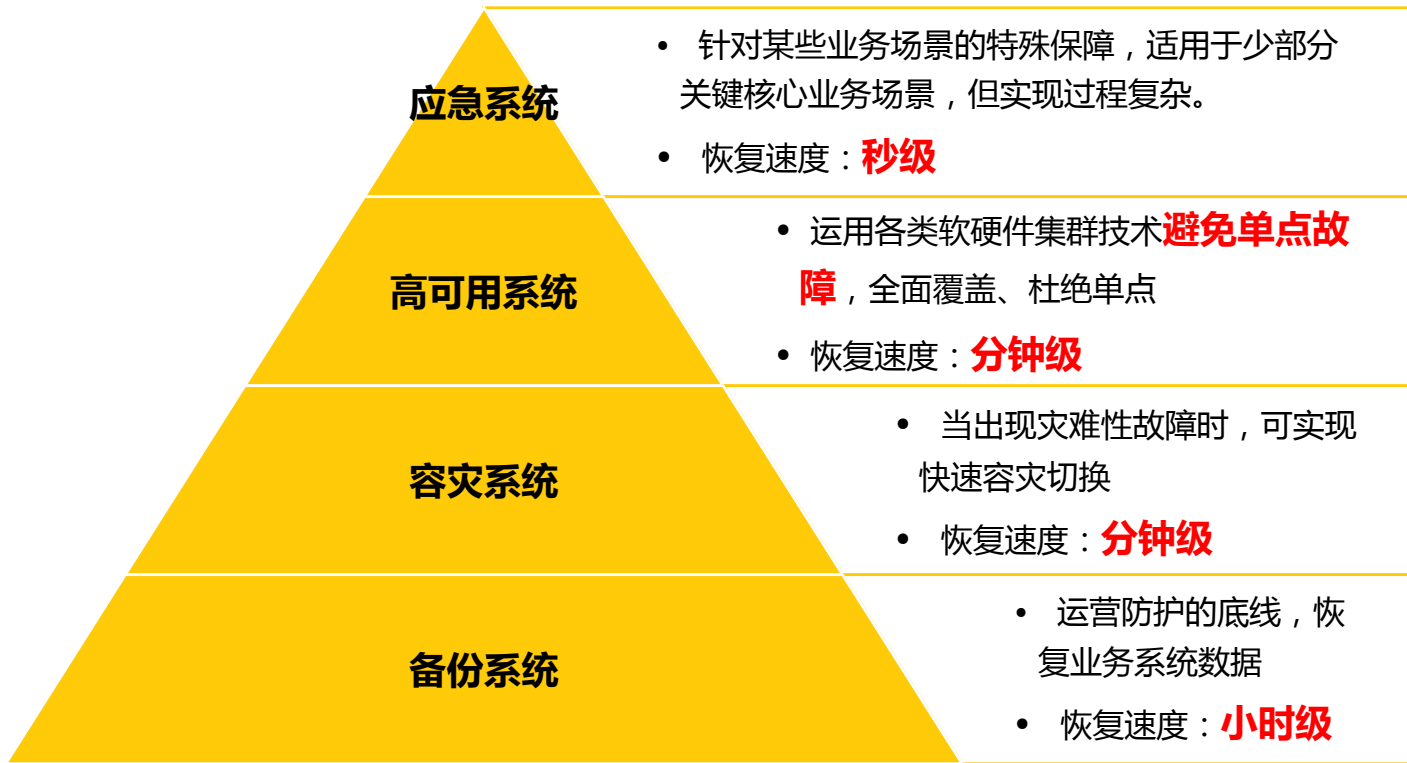 • 针对某些业务场景的特殊保障，适用于少部分
关键核心业务场景，但实现过程复杂。
应急系统
• 恢复速度：秒级
• 运用各类软硬件集群技术避免单点故
障，全面覆盖、杜绝单点
高可用系统
• 恢复速度：分钟级
• 当出现灾难性故障时，可实现
快速容灾切换
容灾系统
• 恢复速度：分钟级
• 运营防护的底线，恢
复业务系统数据
备份系统
• 恢复速度：小时级